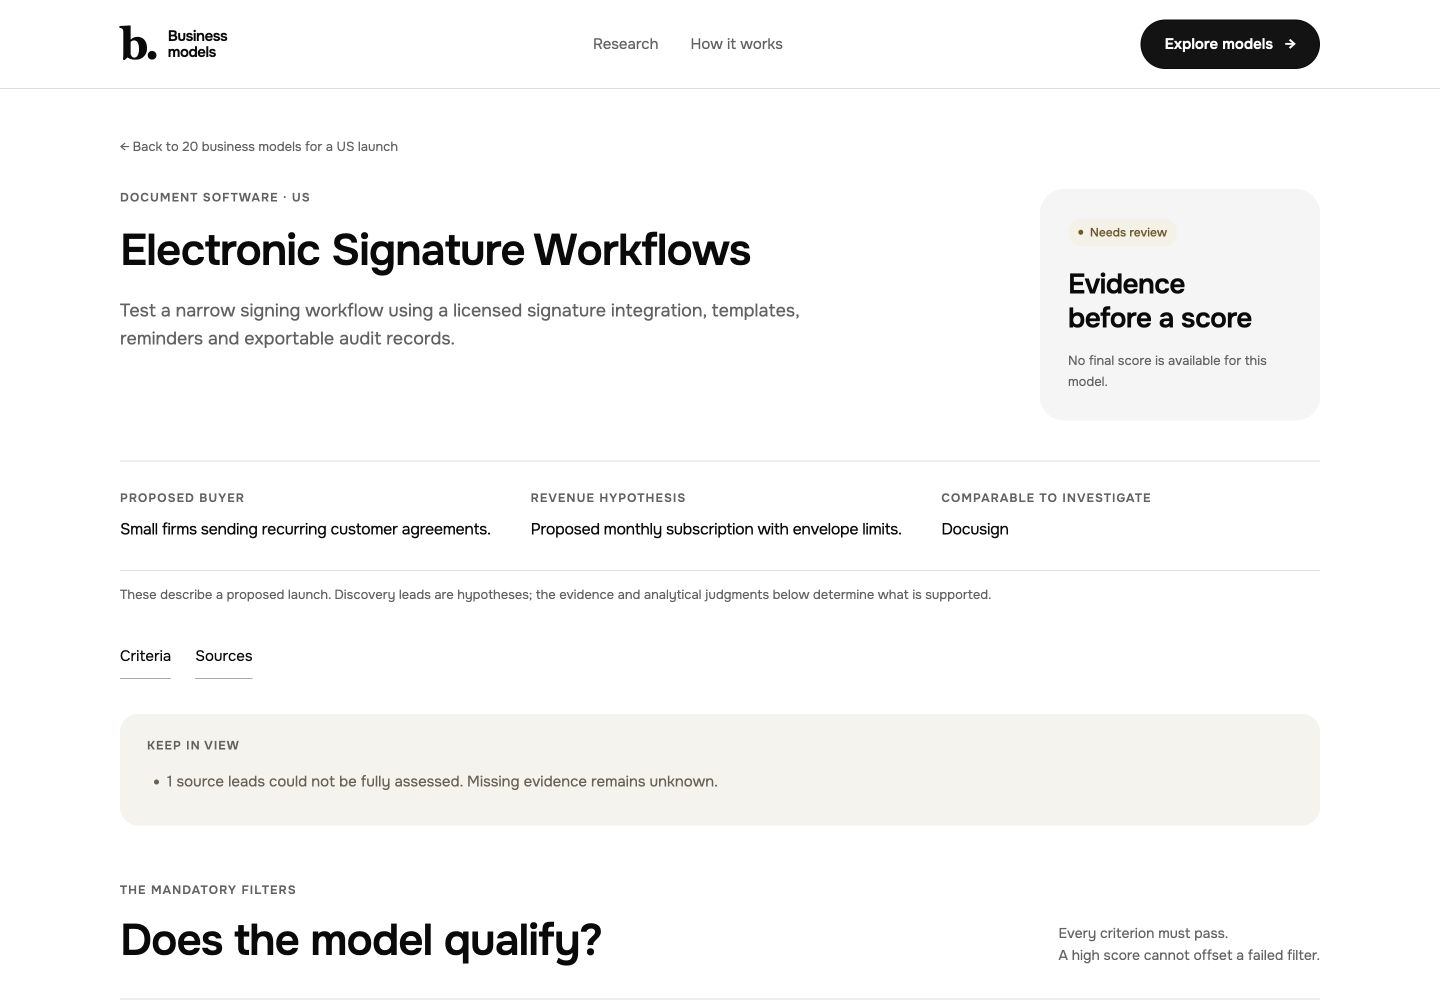 b.
Business
models
Research
How it works
Explore models →
← Back to 20 business models for a US launch
DOCUMENT SOFTWARE · US
Electronic Signature Workflows
Test a narrow signing workflow using a licensed signature integration, templates,
reminders and exportable audit records.
• Needs review
Evidence
before a score
No final score is available for this
model.
PROPOSED BUYER
Small firms sending recurring customer agreements.
REVENUE HYPOTHESIS
Proposed monthly subscription with envelope limits.
COMPARABLE TO INVESTIGATE
Docusign
These describe a proposed launch. Discovery leads are hypotheses; the evidence and analytical judgments below determine what is supported.
Criteria
Sources
KEEP IN VIEW
• 1 source leads could not be fully assessed. Missing evidence remains unknown.
THE MANDATORY FILTERS
Does the model qualify?
Every criterion must pass.
A high score cannot offset a failed filter.